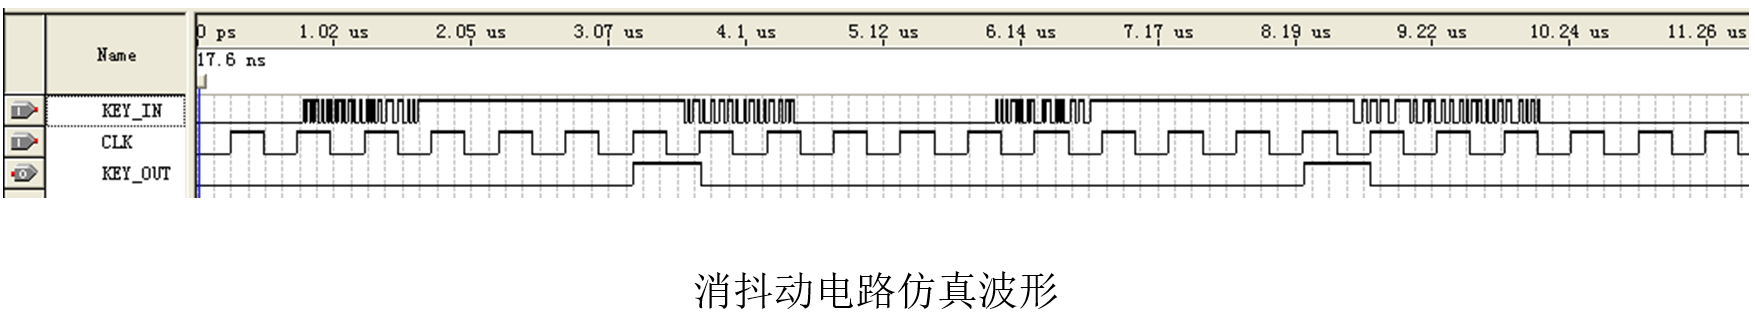 Name
0 ps 1.02 us 2.05 us 3.07 us 4.1 us 5.12 us 6.14 us 7.17 us 8.19 us 9.22 us 10.24 us 11.26 us
17.6 ns
KEY_IN
CLK
KEY_OUT
消抖动电路仿真波形